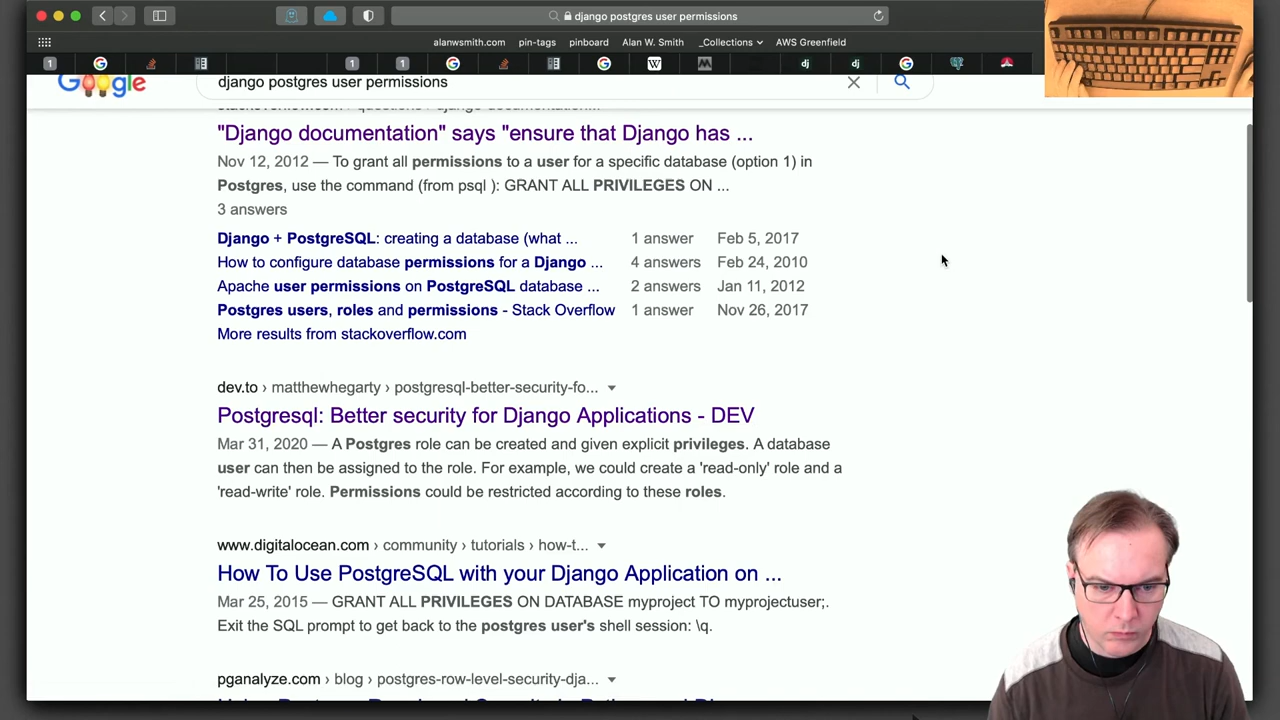 django postgres user permissions
alanwsmith.com pin-tags pinboard Alan W. Smith _Collections AWS Greenfield
1 1 1 W dj dj
Google django postgres user permissions
"Django documentation" says "ensure that Django has ...
Nov 12, 2012 — To grant all permissions to a user for a specific database (option 1) in
Postgres, use the command (from psql ): GRANT ALL PRIVILEGES ON ...
3 answers
Django + PostgreSQL: creating a database (what ... 1 answer Feb 5, 2017
How to configure database permissions for a Django ... 4 answers Feb 24, 2010
Apache user permissions on PostgreSQL database ... 2 answers Jan 11, 2012
Postgres users, roles and permissions - Stack Overflow 1 answer Nov 26, 2017
More results from stackoverflow.com
dev.to › matthewhegarty › postgresql-better-security-fo...
Postgresql: Better security for Django Applications - DEV
Mar 31, 2020 — A Postgres role can be created and given explicit privileges. A database
user can then be assigned to the role. For example, we could create a 'read-only' role and a
'read-write' role. Permissions could be restricted according to these roles.
www.digitalocean.com › community › tutorials › how-t...
How To Use PostgreSQL with your Django Application on ...
Mar 25, 2015 — GRANT ALL PRIVILEGES ON DATABASE myproject TO myprojectuser;.
Exit the SQL prompt to get back to the postgres user's shell session: \q.
pganalyze.com › blog › postgres-row-level-security-dja...